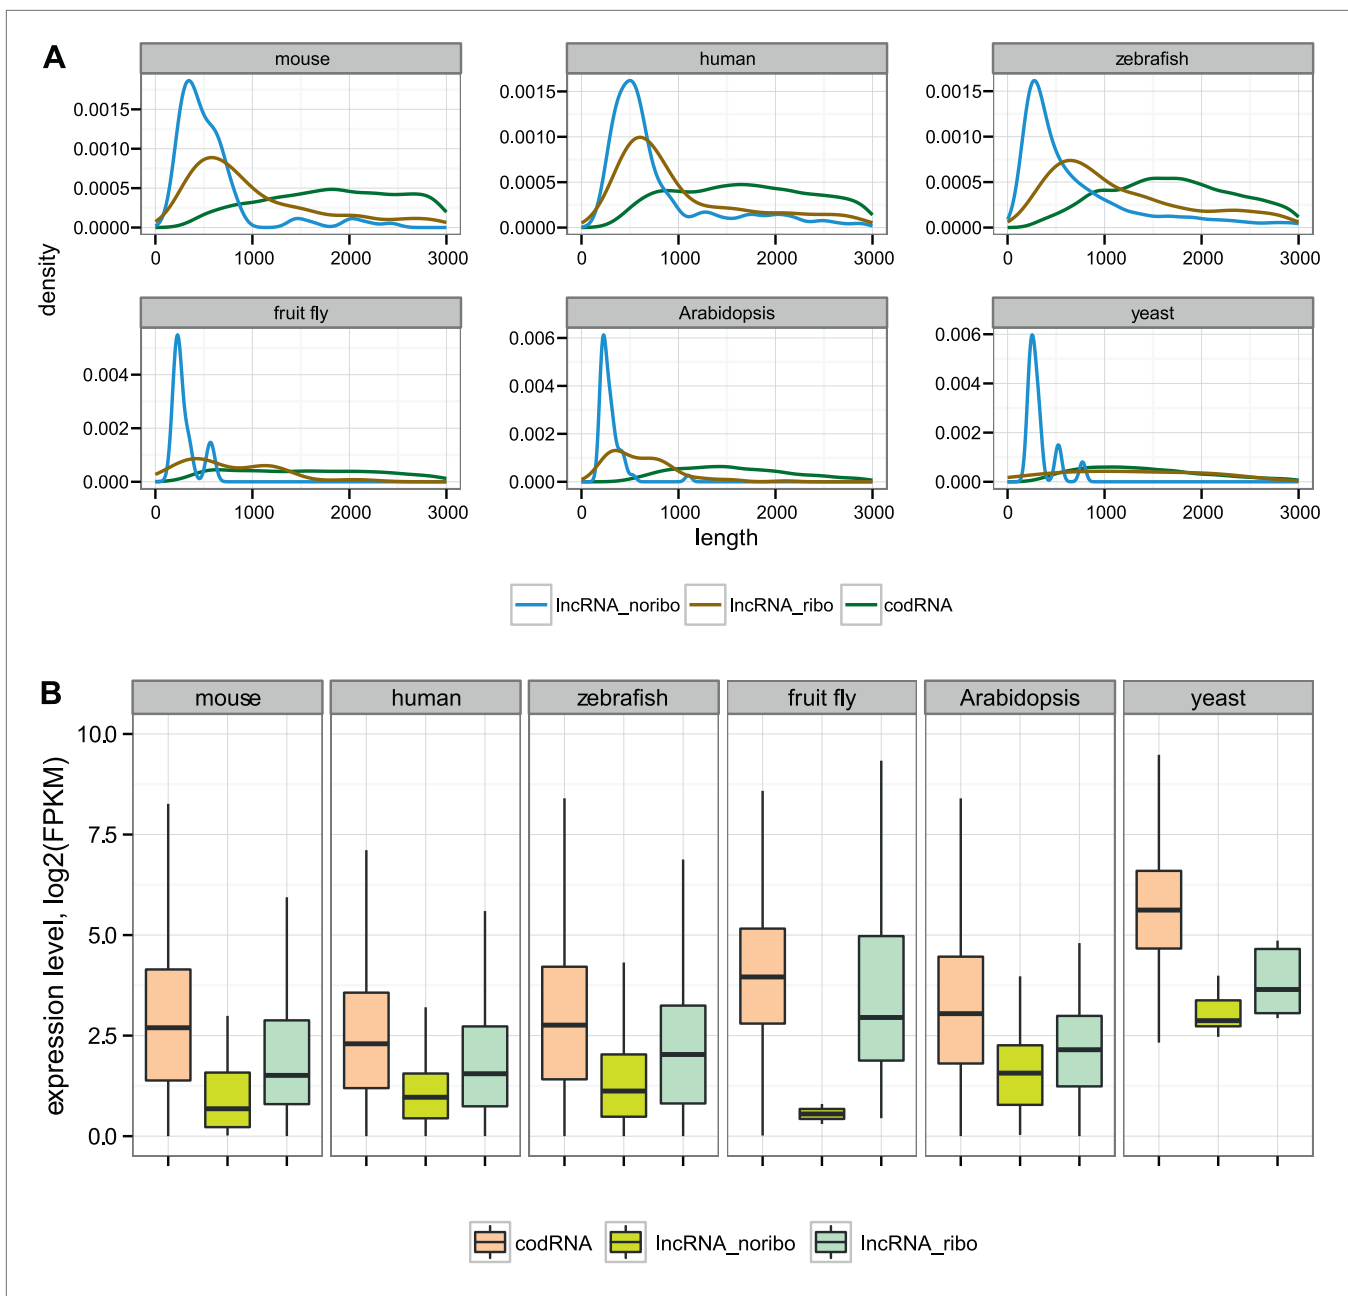 A
mouse
human
zebrafish
0.0015
0.0010
0.0005
0.0000
0.0015
0.0010
0.0005
0.0000
0.0015
0.0010
0.0005
0.0000
0 1000 2000 3000
0 1000 2000 3000
0 1000 2000 3000
density
fruit fly
Arabidopsis
yeast
0.004
0.002
0.000
0.006
0.004
0.002
0.000
0.006
0.004
0.002
0.000
0 1000 2000 3000
0 1000 2000 3000
0 1000 2000 3000
length
lncRNA_noribo lncRNA_ribo codRNA
B
mouse human zebrafish fruit fly Arabidopsis yeast
expression level, log2(FPKM)
10.0
7.5
5.0
2.5
0.0
codRNA lncRNA_noribo lncRNA_ribo